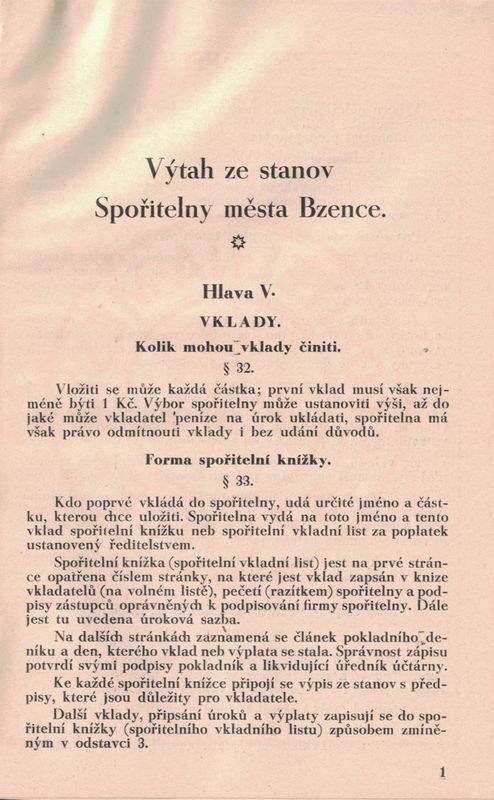 Výtah ze stanov
Spořitelny města Bzence.
Hlava V.
VKLADY.
Kolik mohou vklady činiti.
§ 32.
Vložiti se může každá částka; první vklad musí však nej-
méně býti 1 Kč. Výbor spořitelny může ustanoviti výši, až do
jaké může vkladatel peníze na úrok ukládati, spořitelna má
však právo odmítnouti vklady i bez udání důvodů.
Forma spořitelní knížky.
§ 33.
Kdo poprvé vkládá do spořitelny, udá určité jméno a část-
ku, kterou chce uložiti. Spořitelna vydá na toto jméno a tento
vklad spořitelní knížku neb spořitelní vkladní list za poplatek
ustanovený ředitelstvem.
Spořitelní knížka (spořitelní vkladní list) jest na prvé strán-
ce opatřena číslem stránky, na které jest vklad zapsán v knize
vkladatelů (na volném listě), pečetí (razítkem) spořitelny a pod-
pisy zástupců oprávněných k podpisování firmy spořitelny. Dále
jest tu uvedena úroková sazba.
Na dalších stránkách zaznamená se článek pokladního de-
níku a den, kterého vklad neb výplata se stala. Správnost zápisu
potvrdí svými podpisy pokladník a likvidující úředník účtárny.
Ke každé spořitelní knížce připojí se výpis ze stanov s před-
pisy, které jsou důležity pro vkladatele.
Další vklady, připsání úroků a výplaty zapisují se do spo-
řitelní knížky (spořitelního vkladního listu) způsobem zmíně-
ným v odstavci 3.
1